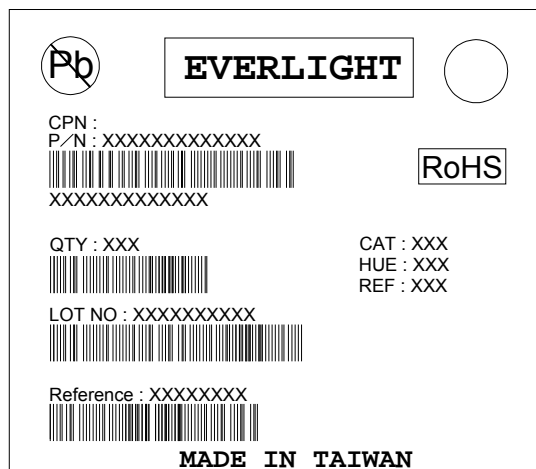 Pb
EVERLIGHT
CPN :
P/N : XXXXXXXXXXXXX
RoHS
XXXXXXXXXXXXX
QTY : XXX
CAT : XXX
HUE : XXX
REF : XXX
LOT NO : XXXXXXXXXX
Reference : XXXXXXXX
MADE IN TAIWAN